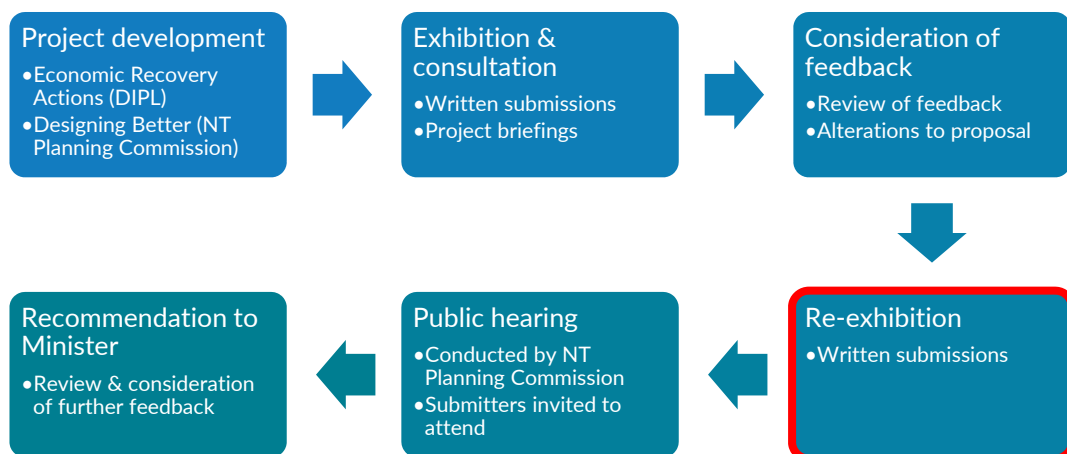 Project development
•Economic Recovery
Actions (DIPL)
•Designing Better (NT
Planning Commission)
Exhibition &
consultation
•Written submissions
•Project briefings
Consideration of
feedback
•Review of feedback
•Alterations to proposal
Re-exhibition
•Written submissions
Public hearing
•Conducted by NT
Planning Commission
•Submitters invited to
attend
Recommendation to
Minister
•Review & consideration
of further feedback